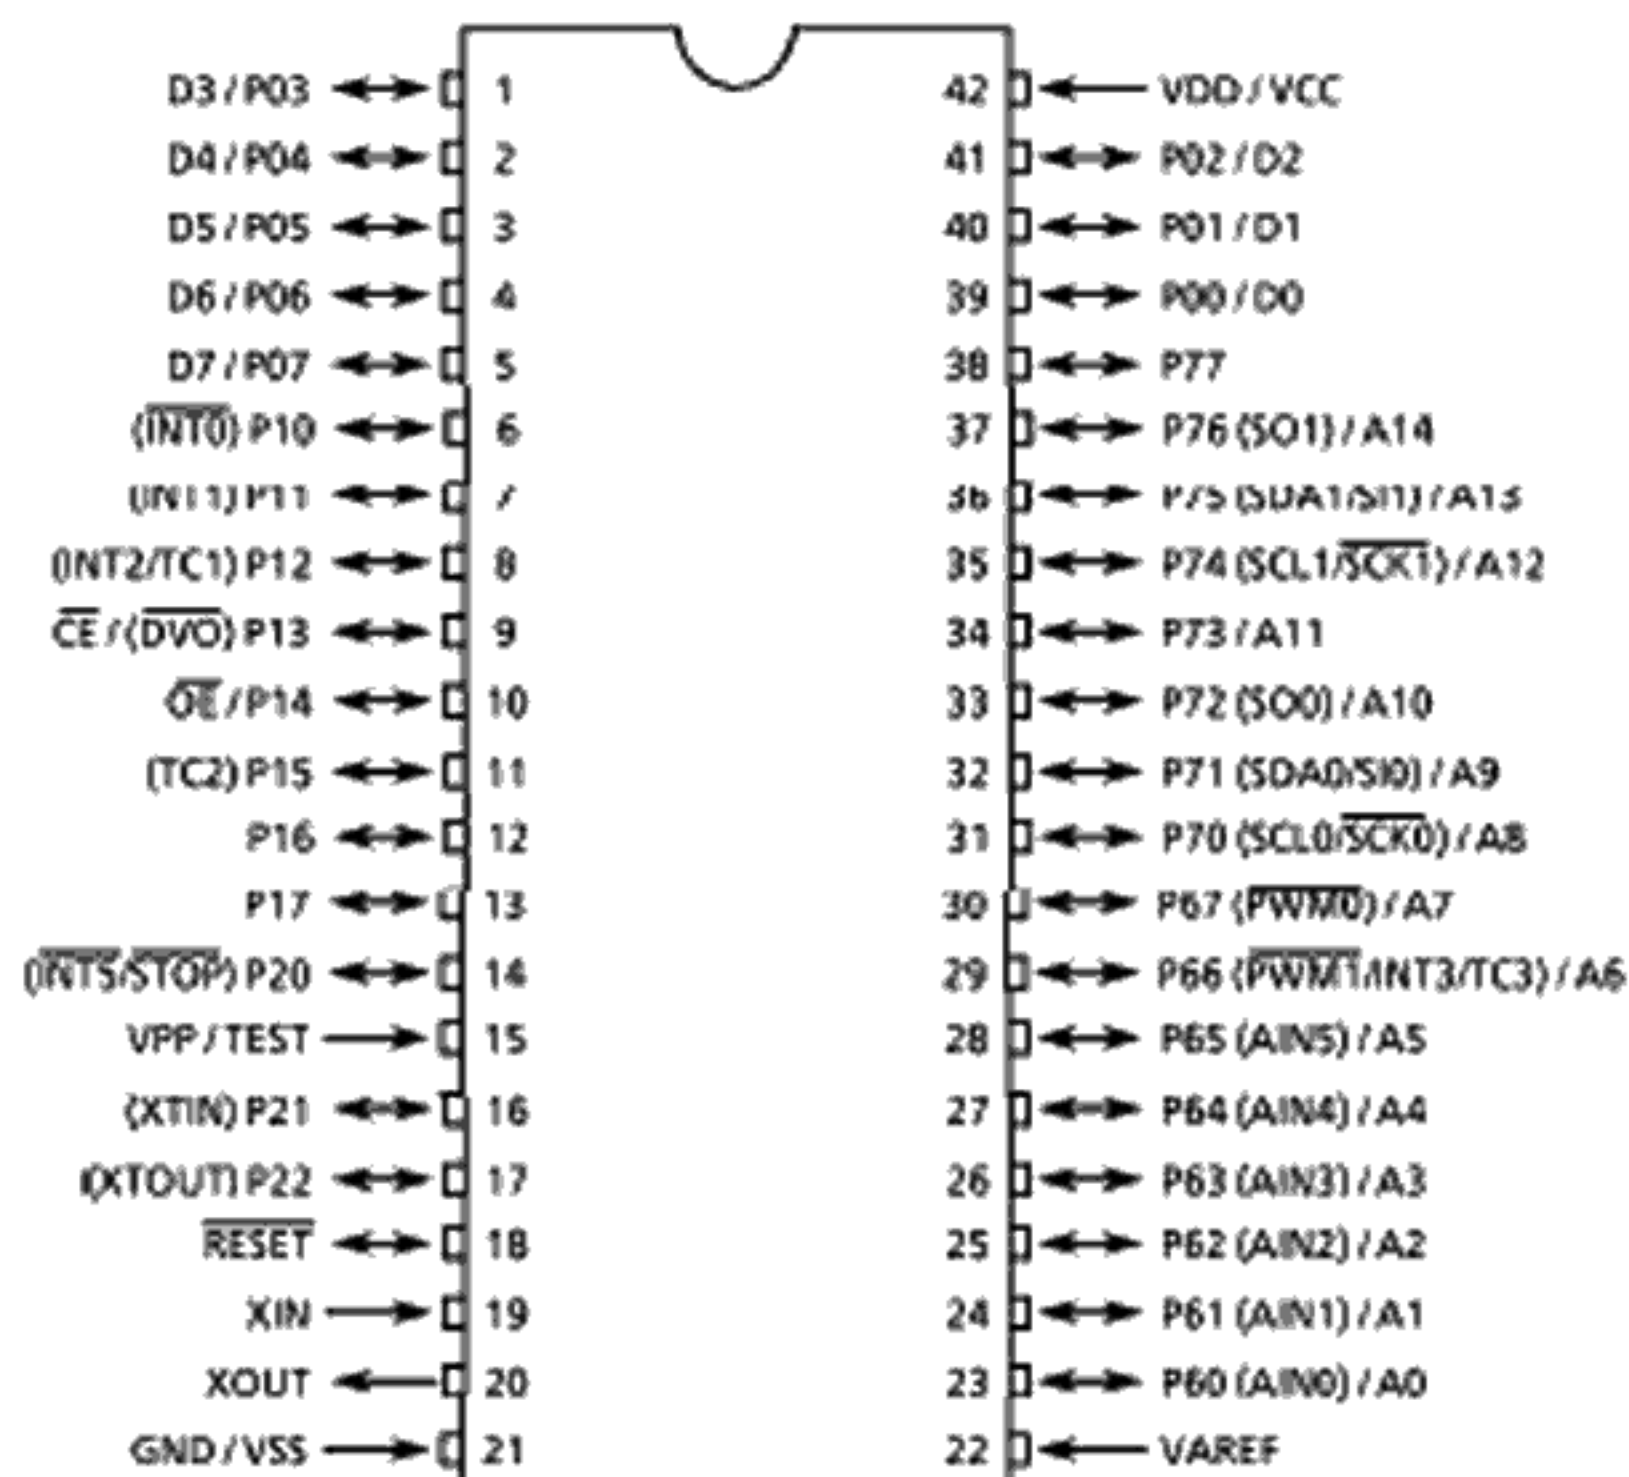 D3/P03 1 42 VDD/VCC
D4/P04 2 41 P02/D2
D5/P05 3 40 P01/D1
D6/P06 4 39 P00/D0
D7/P07 5 38 P77
(INT0) P10 6 37 P76 (SO1)/A14
(INT1) P11 7 36 P75 (SDA1/SI1)/A13
(INT2/TC1) P12 8 35 P74 (SCL1/SCK1)/A12
CE/(DVO) P13 9 34 P73/A11
OE/P14 10 33 P72 (SO0)/A10
(TC2) P15 11 32 P71 (SDA0/SI0)/A9
P16 12 31 P70 (SCL0/SCK0)/A8
P17 13 30 P67 (PWM0)/A7
(INT5/STOP) P20 14 29 P66 (PWM1/INT3/TC3)/A6
VPP/TEST 15 28 P65 (AIN5)/A5
(XTIN) P21 16 27 P64 (AIN4)/A4
(XTOUT) P22 17 26 P63 (AIN3)/A3
RESET 18 25 P62 (AIN2)/A2
XIN 19 24 P61 (AIN1)/A1
XOUT 20 23 P60 (AIN0)/A0
GND/VSS 21 22 VAREF